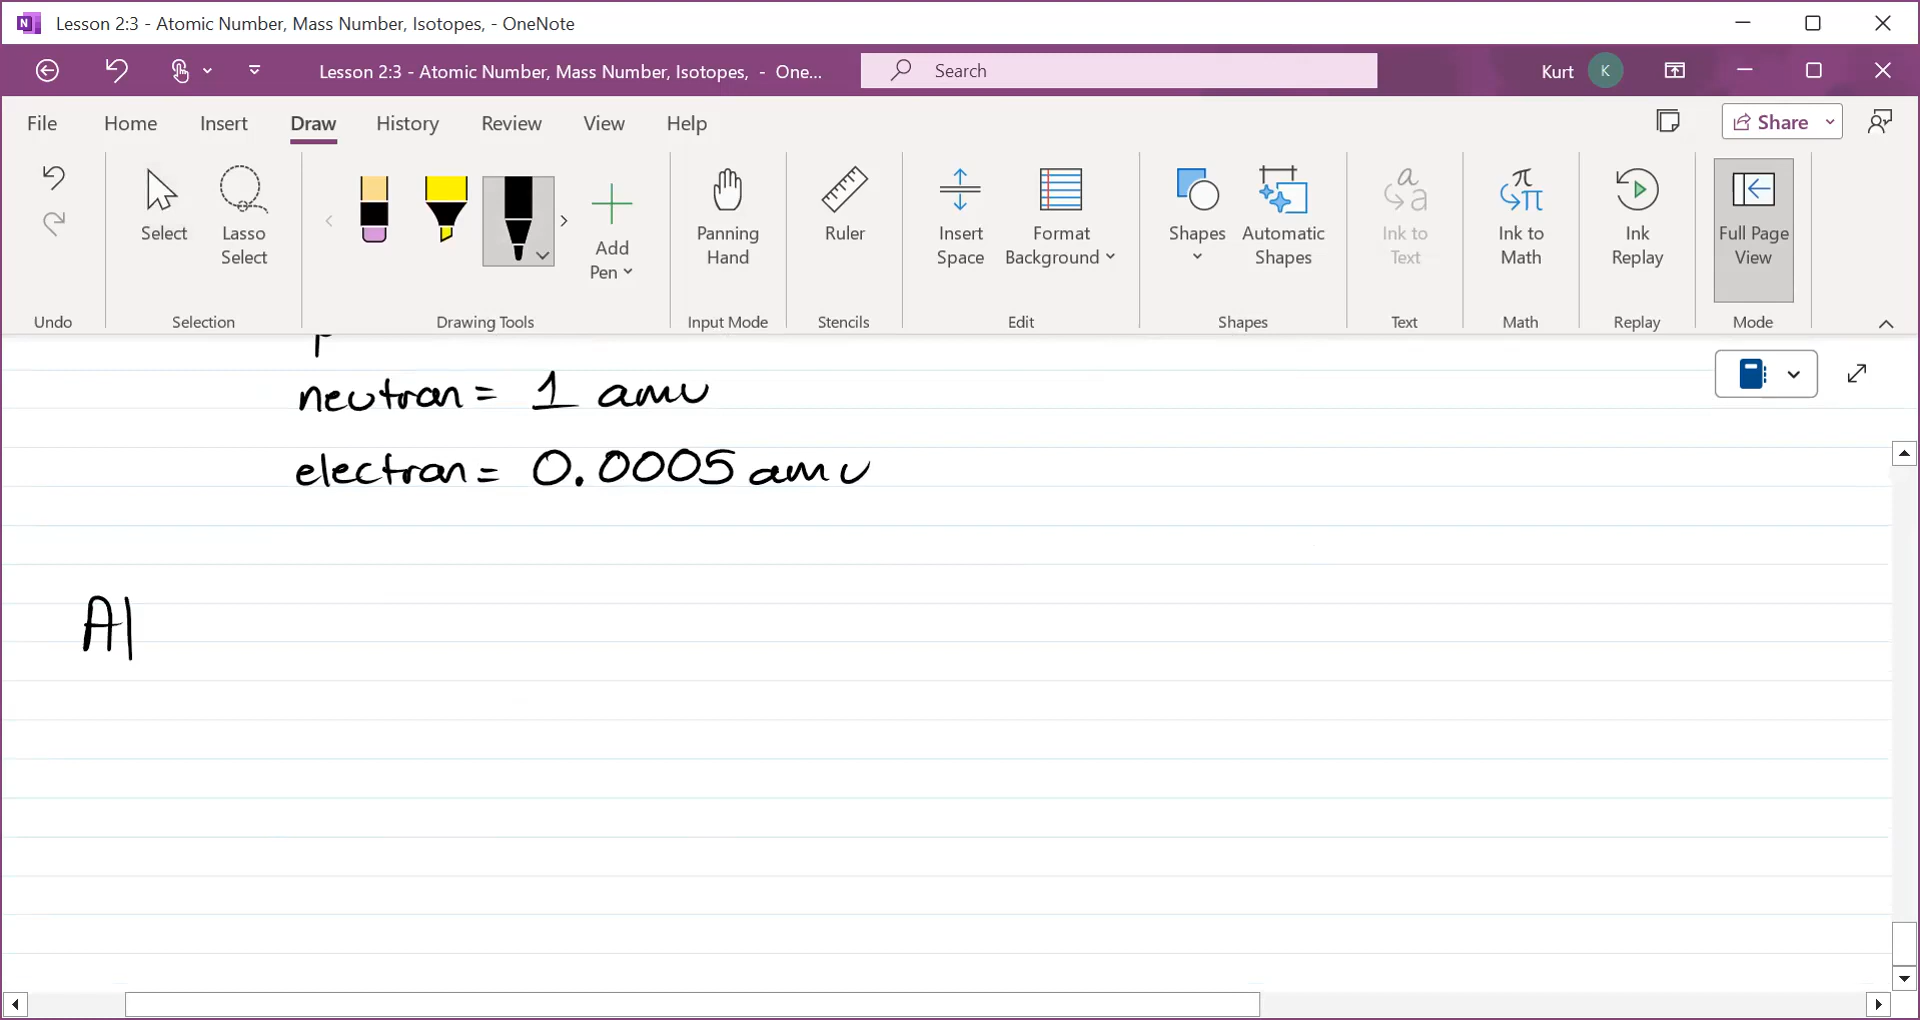 Lesson 2:3 - Atomic Number, Mass Number, Isotopes, - OneNote
Lesson 2:3 - Atomic Number, Mass Number, Isotopes, - One...
Search
Kurt K
File Home Insert Draw History Review View Help
Share
Select
Lasso Select
Add Pen
Panning Hand
Ruler
Insert Space
Format Background
Shapes
Automatic Shapes
Ink to Text
Ink to Math
Ink Replay
Full Page View
Undo Selection Drawing Tools Input Mode Stencils Edit Shapes Text Math Replay Mode
neutron = 1 amu
electron = 0.0005 amu
Al